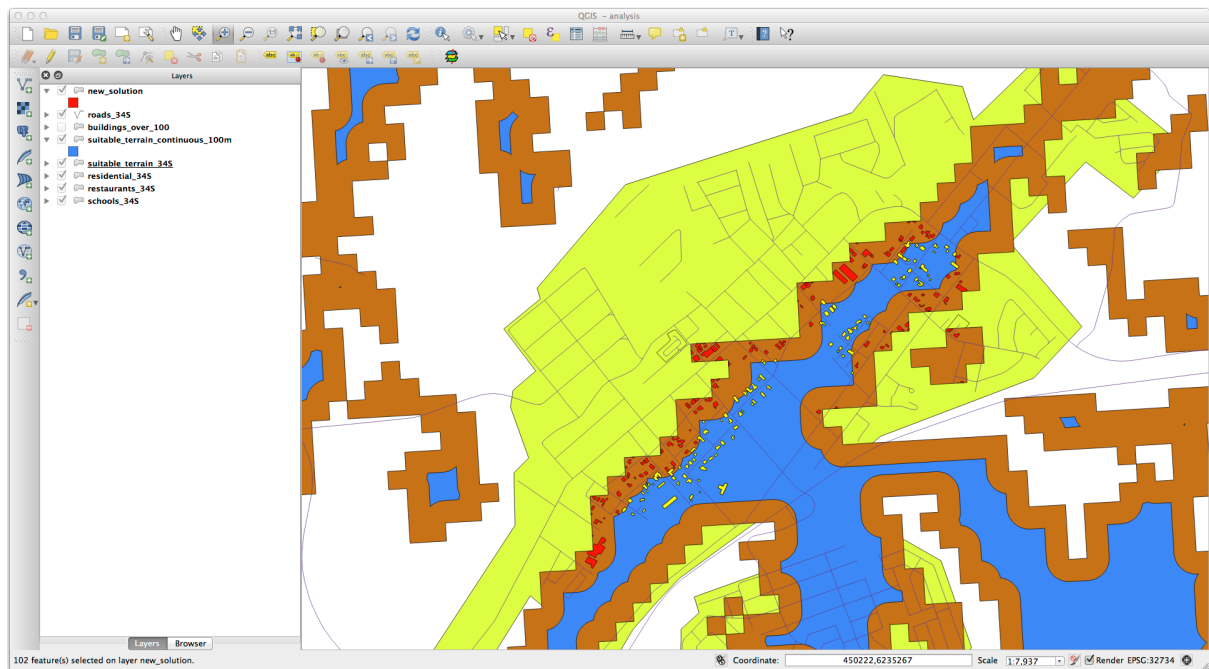 QGIS - analysis
Layers
new_solution
roads_34S
buildings_over_100
suitable_terrain_continuous_100m
suitable_terrain_34S
residential_34S
restaurants_34S
schools_34S
Layers
Browser
102 feature(s) selected on layer new_solution.
Coordinate:
450222,6235267
Scale
1:7,937
Render
EPSG:32734